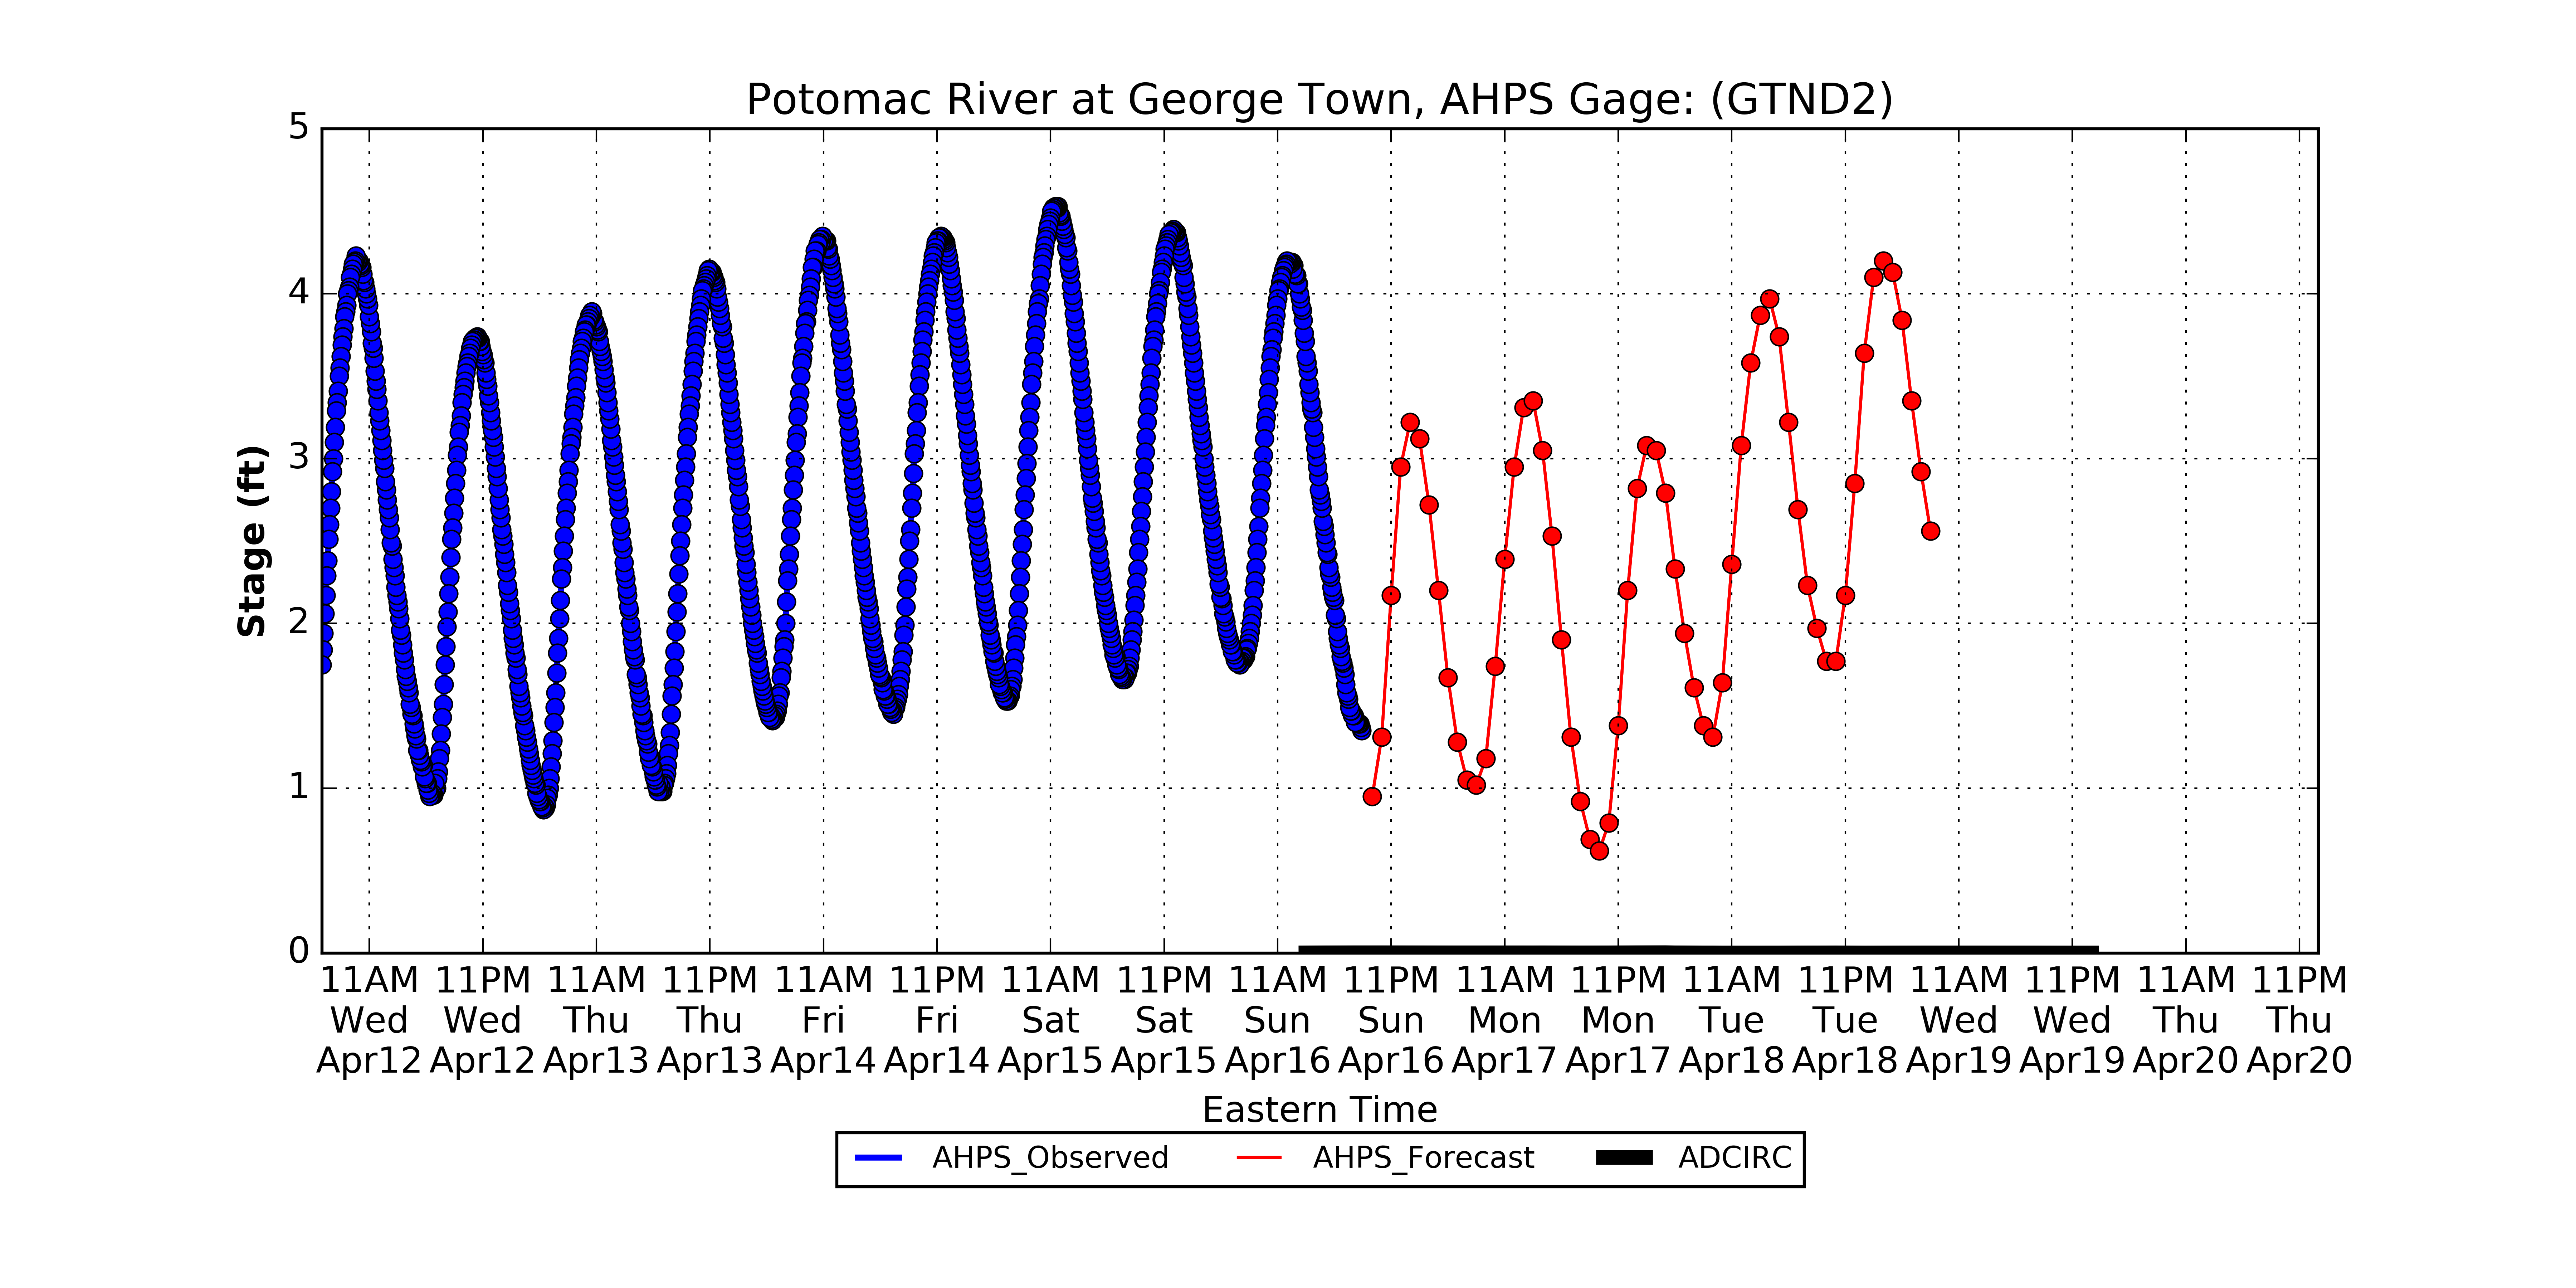 Potomac River at George Town, AHPS Gage: (GTND2)
5
4
3
2
1
0
Stage (ft)
11AM 11PM 11AM 11PM 11AM 11PM 11AM 11PM 11AM 11PM 11AM 11PM 11AM 11PM 11AM 11PM 11AM 11PM
Wed Wed Thu Thu Fri Fri Sat Sat Sun Sun Mon Mon Tue Tue Wed Wed Thu Thu
Apr12 Apr12 Apr13 Apr13 Apr14 Apr14 Apr15 Apr15 Apr16 Apr16 Apr17 Apr17 Apr18 Apr18 Apr19 Apr19 Apr20 Apr20
Eastern Time
AHPS_Observed AHPS_Forecast ADCIRC